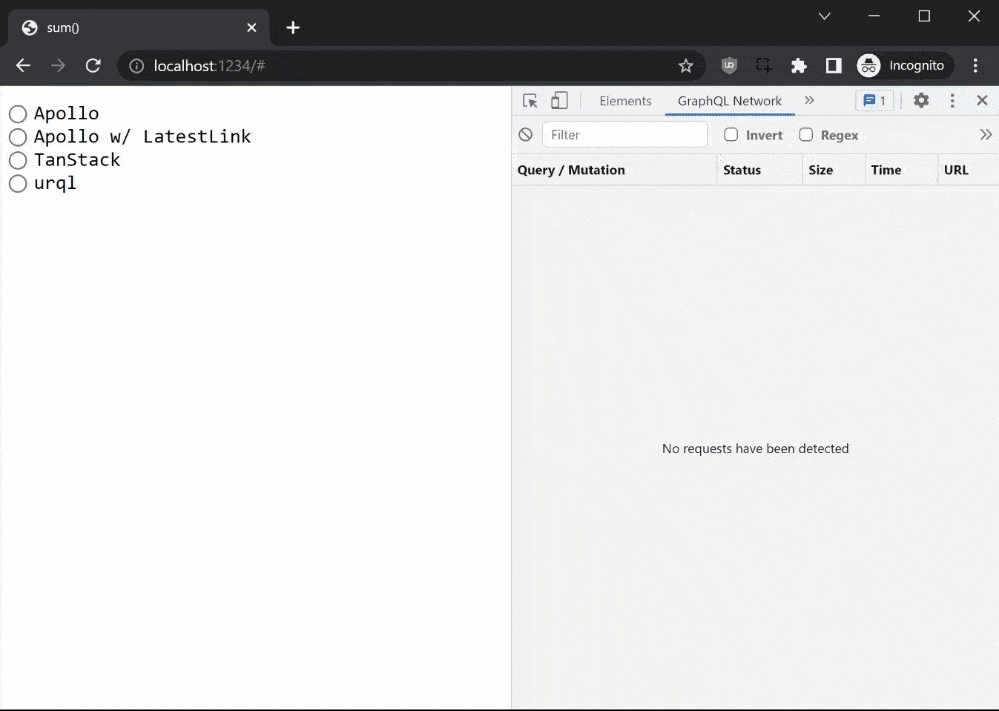 sum()
localhost:1234/#
Incognito
Apollo
Apollo w/ LatestLink
TanStack
urql
Elements GraphQL Network 1
Filter Invert Regex
Query / Mutation Status Size Time URL
No requests have been detected